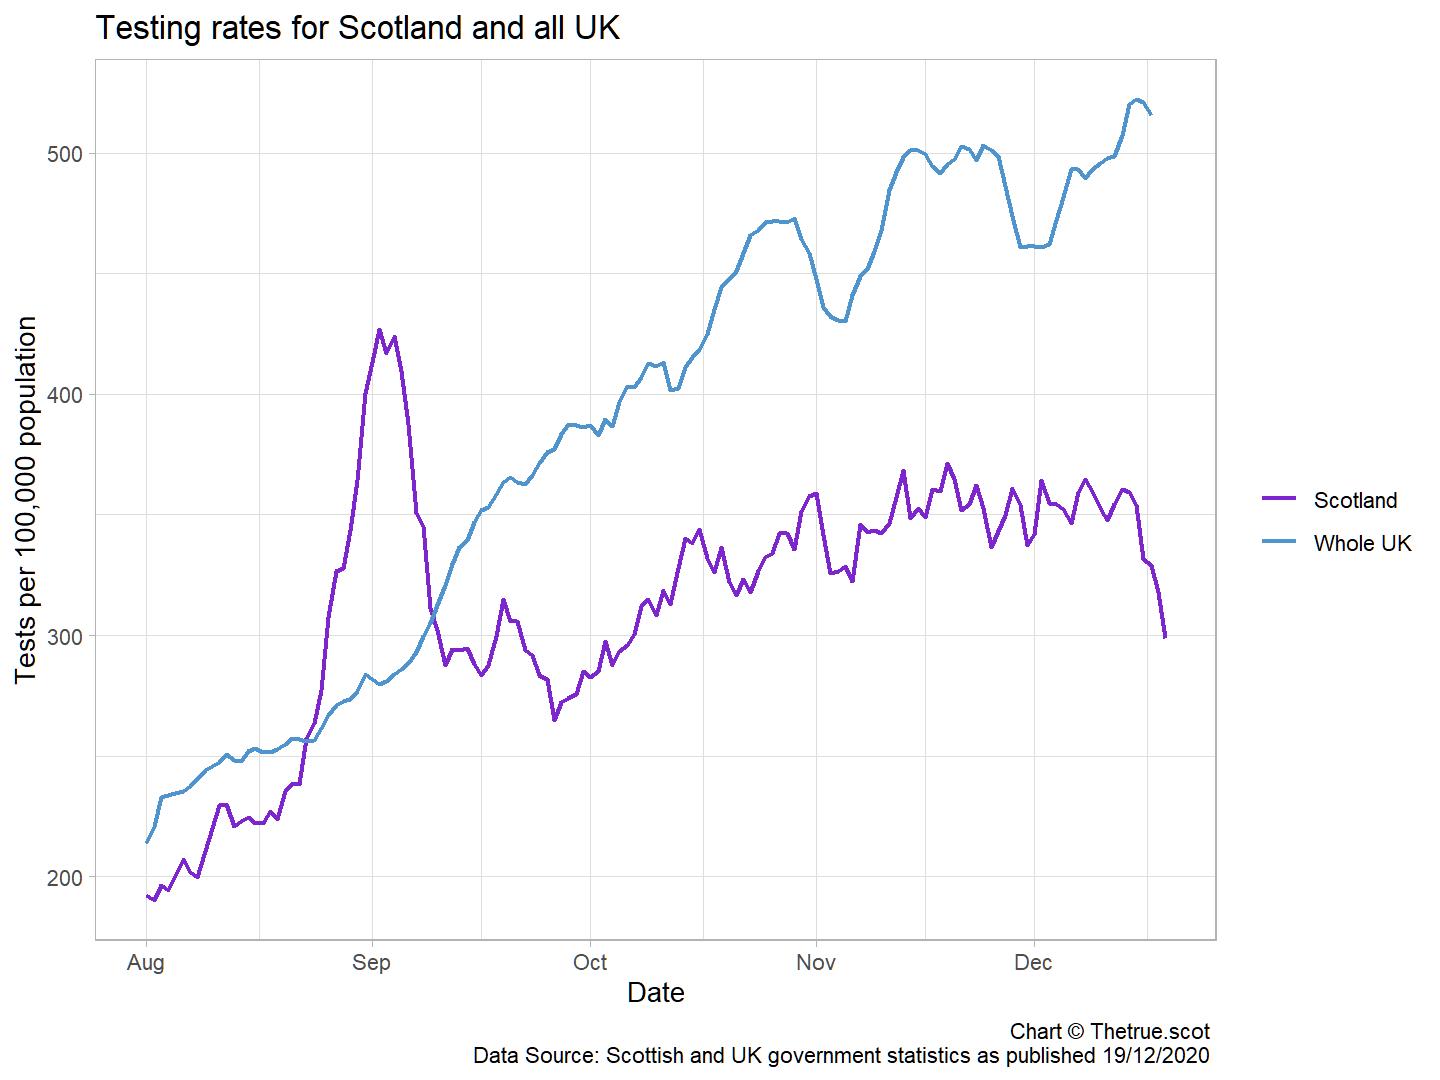 Testing rates for Scotland and all UK
Tests per 100,000 population
500
400
300
200
Aug
Sep
Oct
Nov
Dec
Date
Scotland
Whole UK
Chart © Thetrue.scot
Data Source: Scottish and UK government statistics as published 19/12/2020